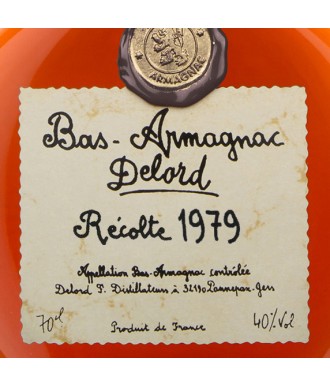 ARMAGNAC
Bas-Armagnac
Delord
Récolte 1979
Appellation Bas-Armagnac contrôlée
Delord F. Distillateurs à 32190 Lannepax-Gers
70cl
40% Vol
Produit de France